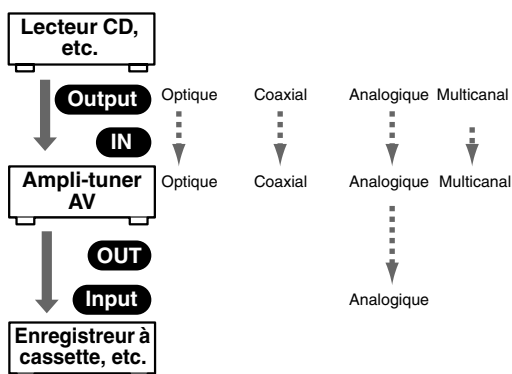 Lecteur CD,
etc.
Output Optique Coaxial Analogique Multicanal
IN
Ampli-tuner
AV
Optique Coaxial Analogique Multicanal
OUT
Input Analogique
Enregistreur à
cassette, etc.